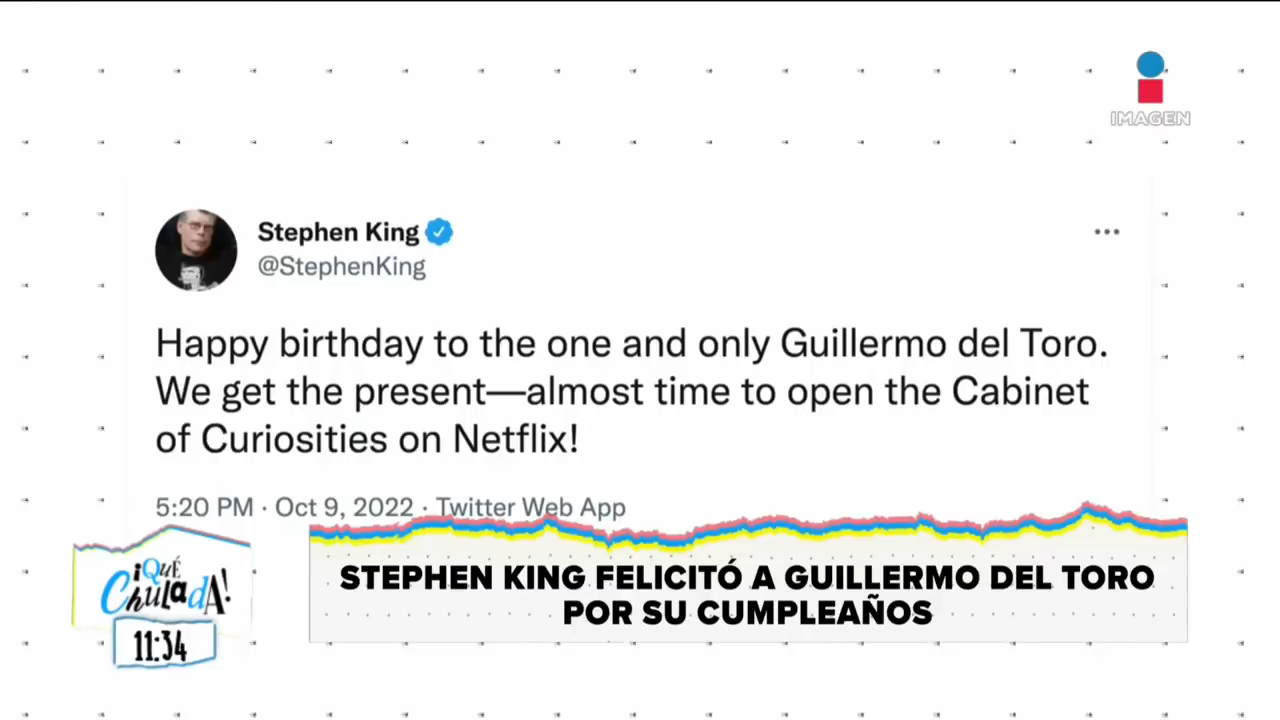 IMAGEN
Stephen King
@StephenKing
Happy birthday to the one and only Guillermo del Toro.
We get the present—almost time to open the Cabinet
of Curiosities on Netflix!
5:20 PM · Oct 9, 2022 · Twitter Web App
¡QuÉ
ChuladA!
11:34
STEPHEN KING FELICITÓ A GUILLERMO DEL TORO
POR SU CUMPLEAÑOS